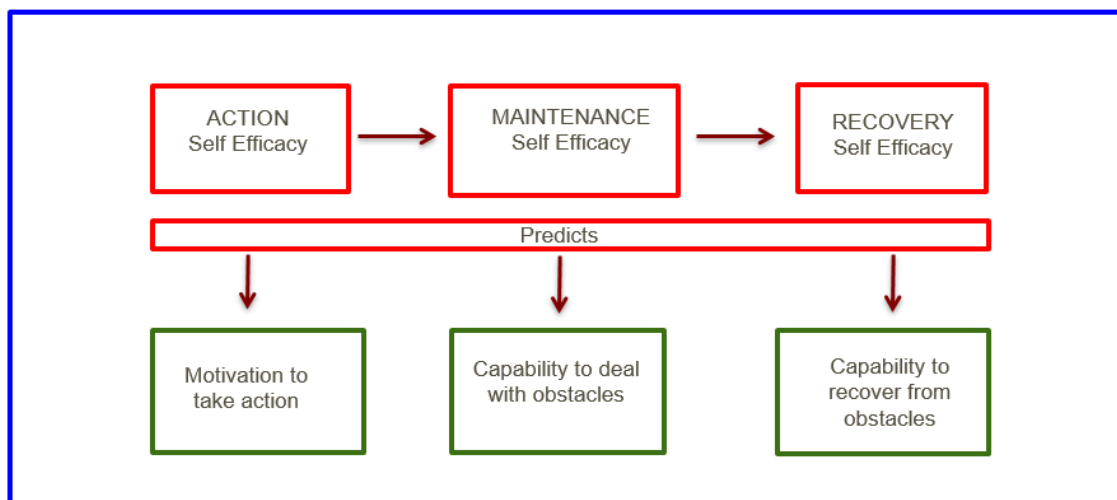 ACTION
Self Efficacy
MAINTENANCE
Self Efficacy
RECOVERY
Self Efficacy
Predicts
Motivation to
take action
Capability to deal
with obstacles
Capability to
recover from
obstacles